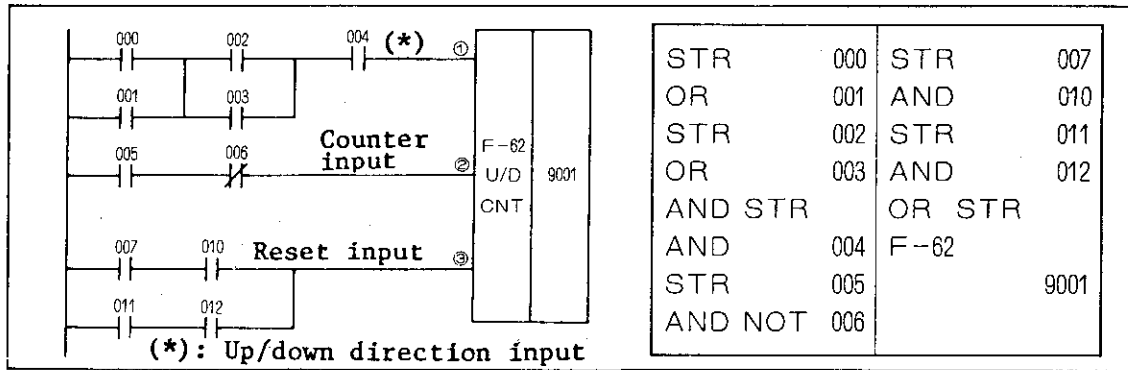 000 002 004 (*) ①
001 003
Counter
input
005 006 ②
F-62
U/D
CNT
9001
007 010 Reset input ③
011 012
(*): Up/down direction input
STR 000 STR 007
OR 001 AND 010
STR 002 STR 011
OR 003 AND 012
AND STR OR STR
AND 004 F-62
STR 005 9001
AND NOT 006